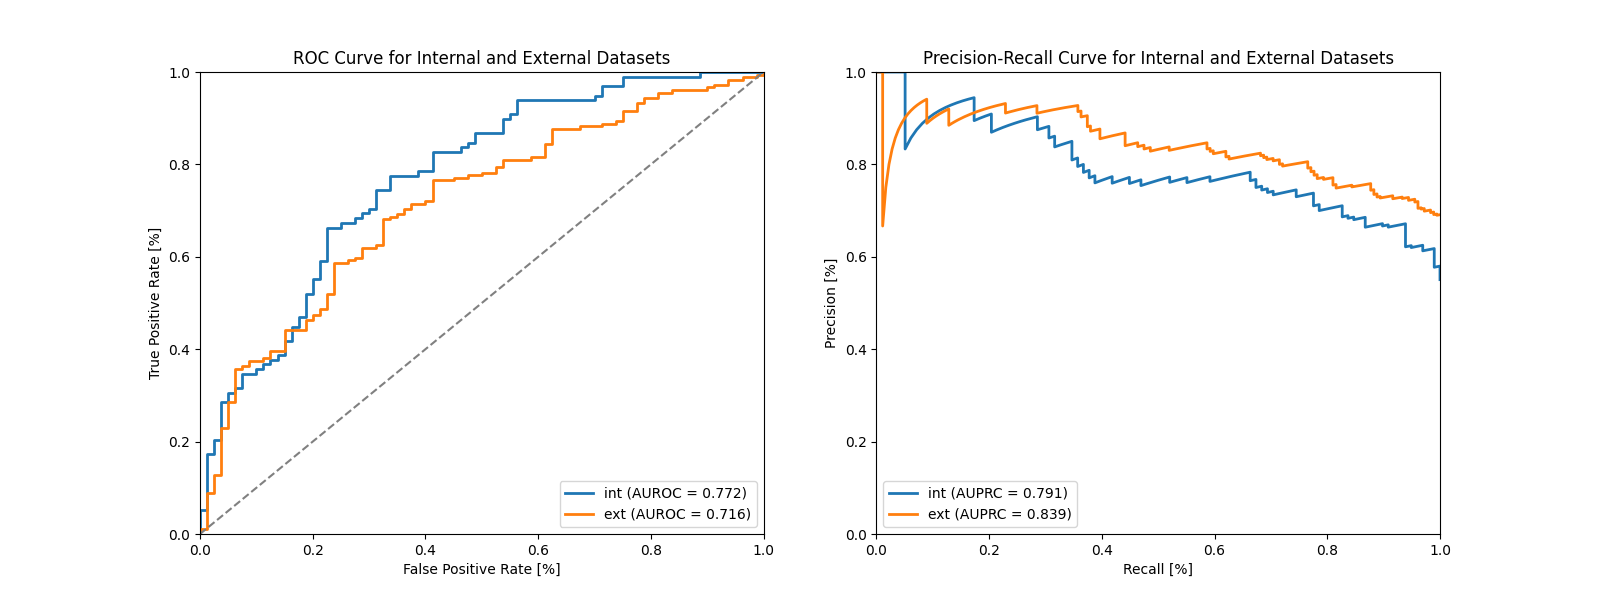 ROC Curve for Internal and External Datasets
True Positive Rate [%]
1.0
0.8
0.6
0.4
0.2
0.0
int (AUROC = 0.772)
ext (AUROC = 0.716)
0.0 0.2 0.4 0.6 0.8 1.0
False Positive Rate [%]
Precision-Recall Curve for Internal and External Datasets
Precision [%]
1.0
0.8
0.6
0.4
0.2
0.0
int (AUPRC = 0.791)
ext (AUPRC = 0.839)
0.0 0.2 0.4 0.6 0.8 1.0
Recall [%]